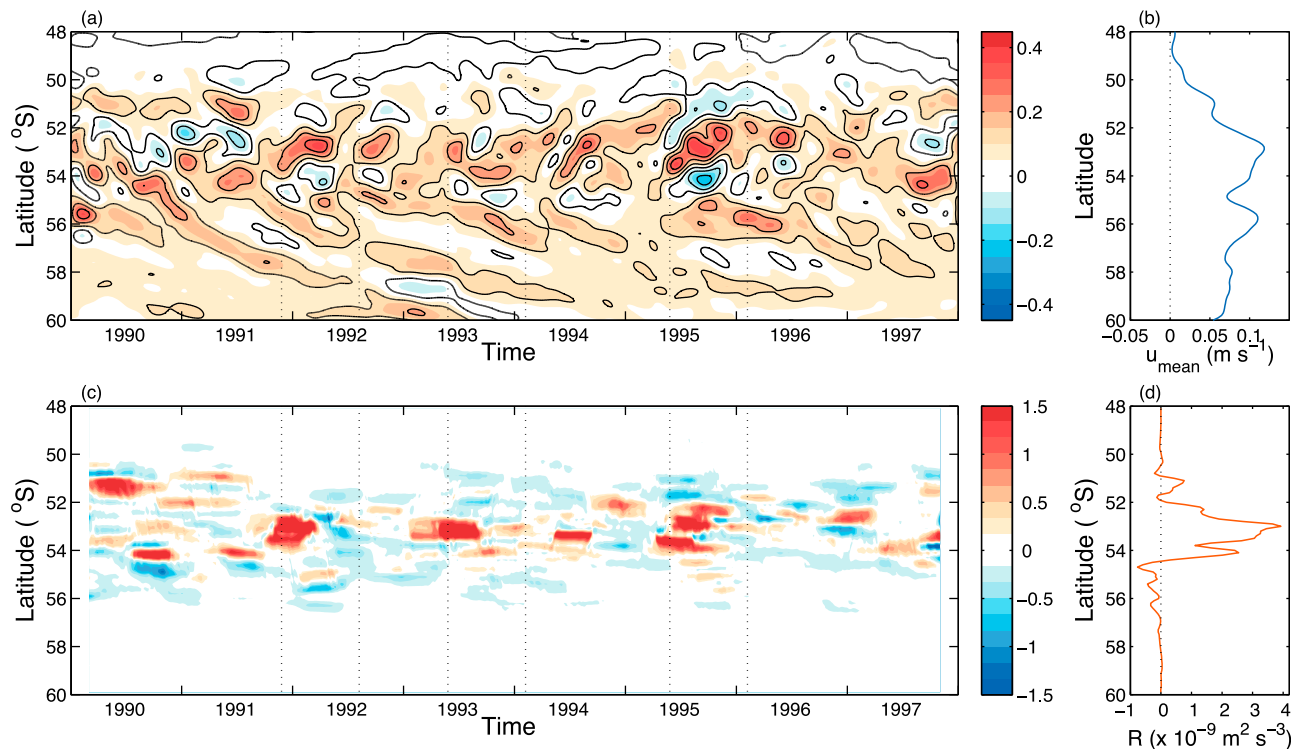 (a)
48
50
52
54
56
58
60
Latitude ( °S)
1990 1991 1992 1993 1994 1995 1996 1997
Time
0.4
0.2
0
−0.2
−0.4
(b)
48
50
52
54
56
58
60
Latitude
−0.05 0 0.05 0.1
u_mean (m s⁻¹)
(c)
48
50
52
54
56
58
60
Latitude ( °S)
1990 1991 1992 1993 1994 1995 1996 1997
Time
1.5
1
0.5
0
−0.5
−1
−1.5
(d)
48
50
52
54
56
58
60
Latitude ( °S)
−1 0 1 2 3 4
R (x 10⁻⁹ m² s⁻³)